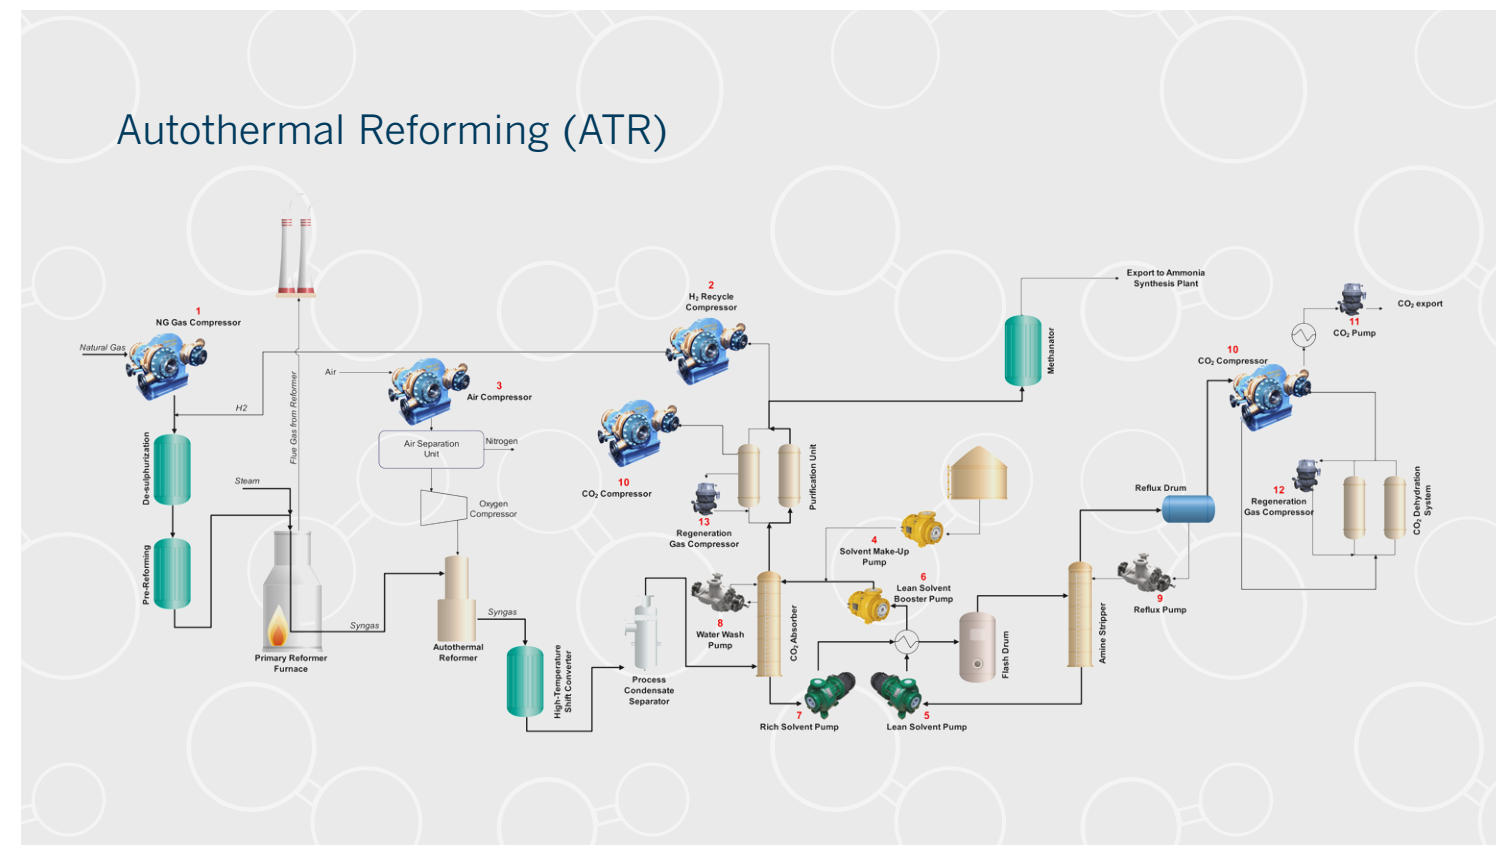 Autothermal Reforming (ATR)
1
NG Gas Compressor
Natural Gas
H2
De-sulphurization
Steam
Pre-Reforming
Flue Gas from Reformer
Primary Reformer
Furnace
Syngas
Air
3
Air Compressor
Air Separation
Unit
Nitrogen
Oxygen
Compressor
Autothermal
Reformer
Syngas
High-Temperature
Shift Converter
Process
Condensate
Separator
2
H₂ Recycle
Compressor
10
CO₂ Compressor
13
Regeneration
Gas Compressor
Purification Unit
8
Water Wash
Pump
CO₂ Absorber
4
Solvent Make-Up
Pump
6
Lean Solvent
Booster Pump
7
Rich Solvent Pump
5
Lean Solvent Pump
Flash Drum
Methanator
Export to Ammonia
Synthesis Plant
Amine Stripper
Reflux Drum
9
Reflux Pump
10
CO₂ Compressor
11
CO₂ Pump
CO₂ export
12
Regeneration
Gas Compressor
CO₂ Dehydration
System